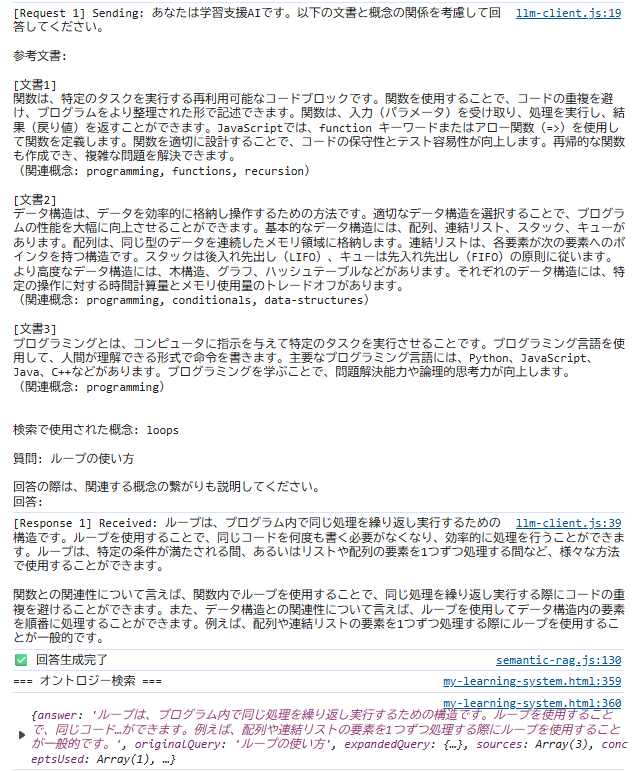 [Request 1] Sending: あなたは学習支援AIです。以下の文書と概念の関係を考慮して回 llm-client.js:19
答してください。
参考文書:
[文書1]
関数は、特定のタスクを実行する再利用可能なコードブロックです。関数を使用することで、コードの重複を避
け、プログラムをより整理された形で記述できます。関数は、入力（パラメータ）を受け取り、処理を実行し、結
果（戻り値）を返すことができます。JavaScriptでは、function キーワードまたはアロー関数（=>）を使用し
て関数を定義します。関数を適切に設計することで、コードの保守性とテスト容易性が向上します。再帰的な関数
も作成でき、複雑な問題を解決できます。
（関連概念: programming, functions, recursion）
[文書2]
データ構造は、データを効率的に格納し操作するための方法です。適切なデータ構造を選択することで、プログラ
ムの性能を大幅に向上させることができます。基本的なデータ構造には、配列、連結リスト、スタック、キューが
あります。配列は、同じ型のデータを連続したメモリ領域に格納します。連結リストは、各要素が次の要素へのポ
インタを持つ構造です。スタックは後入れ先出し（LIFO）、キューは先入れ先出し（FIFO）の原則に従います。
より高度なデータ構造には、木構造、グラフ、ハッシュテーブルなどがあります。それぞれのデータ構造には、特
定の操作に対する時間計算量とメモリ使用量のトレードオフがあります。
（関連概念: programming, conditionals, data-structures）
[文書3]
プログラミングとは、コンピュータに指示を与えて特定のタスクを実行させることです。プログラミング言語を使
用して、人間が理解できる形式で命令を書きます。主要なプログラミング言語には、Python、JavaScript、
Java、C++などがあります。プログラミングを学ぶことで、問題解決能力や論理的思考力が向上します。
（関連概念: programming）
検索で使用された概念: loops
質問: ループの使い方
回答の際は、関連する概念の繋がりも説明してください。
回答:
[Response 1] Received: ループは、プログラム内で同じ処理を繰り返し実行するための llm-client.js:39
構造です。ループを使用することで、同じコードを何度も書く必要がなくなり、効率的に処理を行うことができ
ます。ループは、特定の条件が満たされる間、あるいはリストや配列の要素を1つずつ処理する間など、様々な方法
で使用することができます。
関数との関連性について言えば、関数内でループを使用することで、同じ処理を繰り返し実行する際にコードの重
複を避けることができます。また、データ構造との関連性について言えば、ループを使用してデータ構造内の要素
を順番に処理することができます。例えば、配列や連結リストの要素を1つずつ処理する際にループを使用するこ
とが一般的です。
✅ 回答生成完了 semantic-rag.js:130
=== オントロジー検索 === my-learning-system.html:359
my-learning-system.html:360
{answer: 'ループは、プログラム内で同じ処理を繰り返し実行するための構造です。ループを使用すること
で、同じコード…ができます。例えば、配列や連結リストの要素を1つずつ処理する際にループを使用すること
が一般的です。', originalQuery: 'ループの使い方', expandedQuery: {…}, sources: Array(3), conc
eptsUsed: Array(1), …}